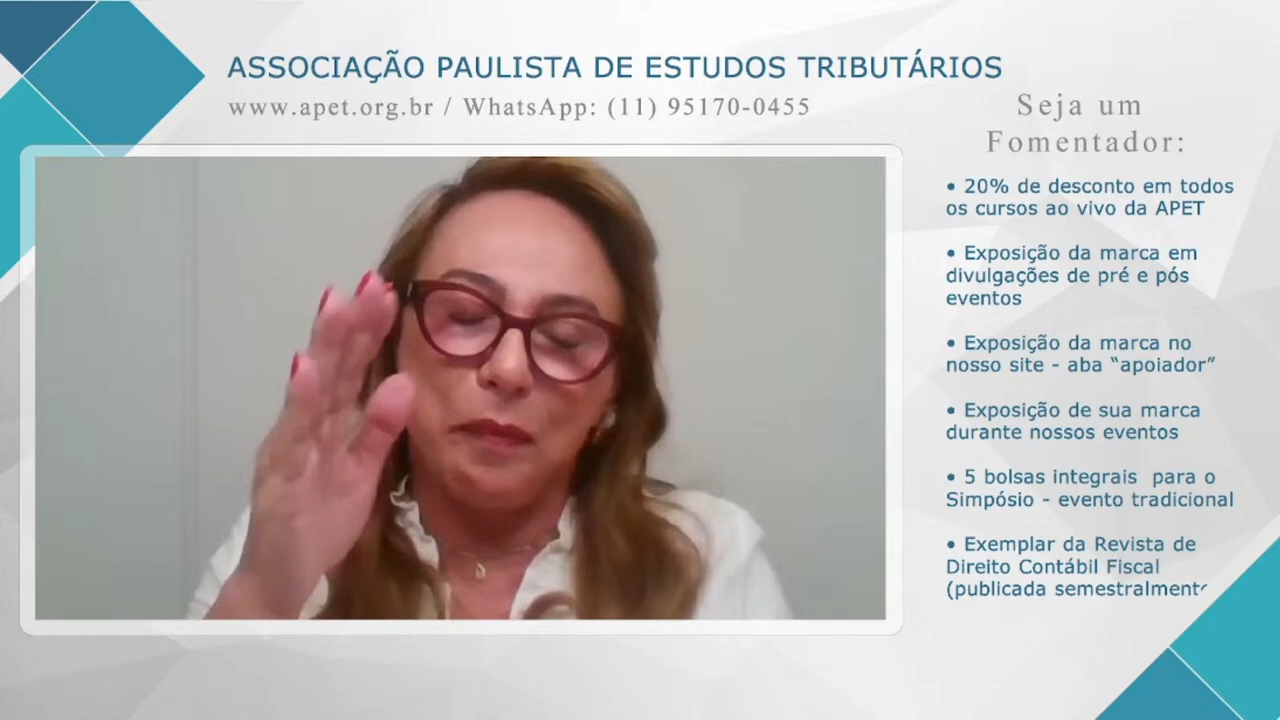 ASSOCIAÇÃO PAULISTA DE ESTUDOS TRIBUTÁRIOS
www.apet.org.br / WhatsApp: (11) 95170-0455
Seja um
Fomentador:
• 20% de desconto em todos
os cursos ao vivo da APET
• Exposição da marca em
divulgações de pré e pós
eventos
• Exposição da marca no
nosso site - aba “apoiador”
• Exposição de sua marca
durante nossos eventos
• 5 bolsas integrais para o
Simpósio - evento tradicional
• Exemplar da Revista de
Direito Contábil Fiscal
(publicada semestralmente